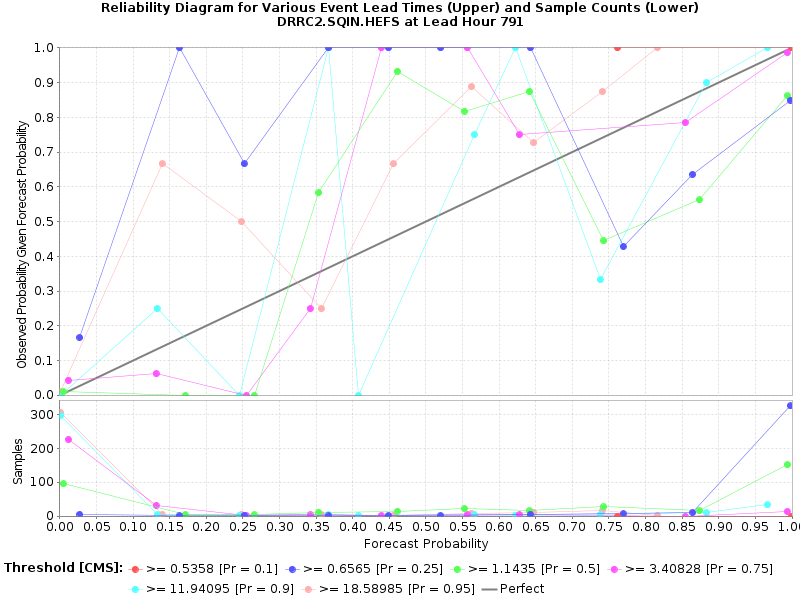 Reliability Diagram for Various Event Lead Times (Upper) and Sample Counts (Lower)
DRRC2.SQIN.HEFS at Lead Hour 791
Observed Probability Given Forecast Probability
1.0
0.9
0.8
0.7
0.6
0.5
0.4
0.3
0.2
0.1
0.0
Samples
300
200
100
0
0.00 0.05 0.10 0.15 0.20 0.25 0.30 0.35 0.40 0.45 0.50 0.55 0.60 0.65 0.70 0.75 0.80 0.85 0.90 0.95 1.00
Forecast Probability
Threshold [CMS]: >= 0.5358 [Pr = 0.1] >= 0.6565 [Pr = 0.25] >= 1.1435 [Pr = 0.5] >= 3.40828 [Pr = 0.75]
>= 11.94095 [Pr = 0.9] >= 18.58985 [Pr = 0.95] Perfect